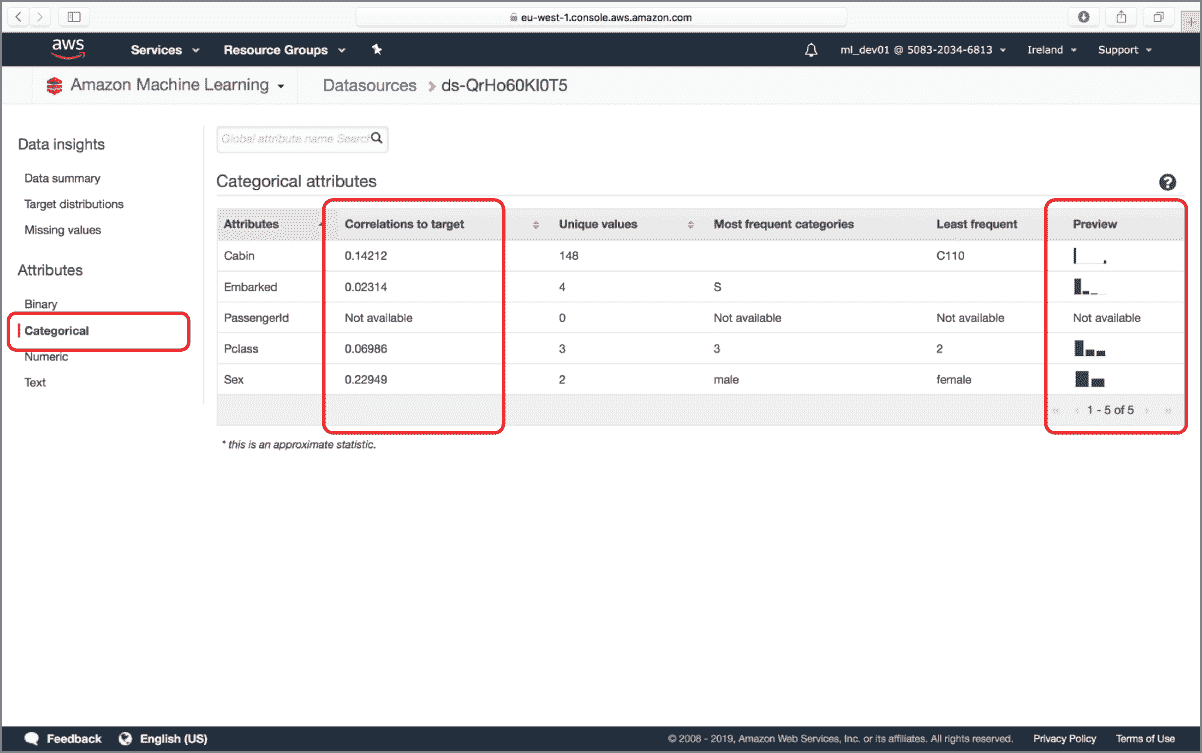 eu-west-1.console.aws.amazon.com
aws Services Resource Groups ml_dev01 @ 5083-2034-6813 Ireland Support
Amazon Machine Learning Datasources > ds-QrHo60KI0T5
Data insights
Data summary
Target distributions
Missing values
Attributes
Binary
Categorical
Numeric
Text
Global attribute name Search
Categorical attributes ?
Attributes Correlations to target Unique values Most frequent categories Least frequent Preview
Cabin 0.14212 148 C110
Embarked 0.02314 4 S
PassengerId Not available 0 Not available Not available Not available
Pclass 0.06986 3 3 2
Sex 0.22949 2 male female
« ‹ 1 - 5 of 5 › »
* this is an approximate statistic.
Feedback English (US) © 2008 - 2019, Amazon Web Services, Inc. or its affiliates. All rights reserved. Privacy Policy Terms of Use